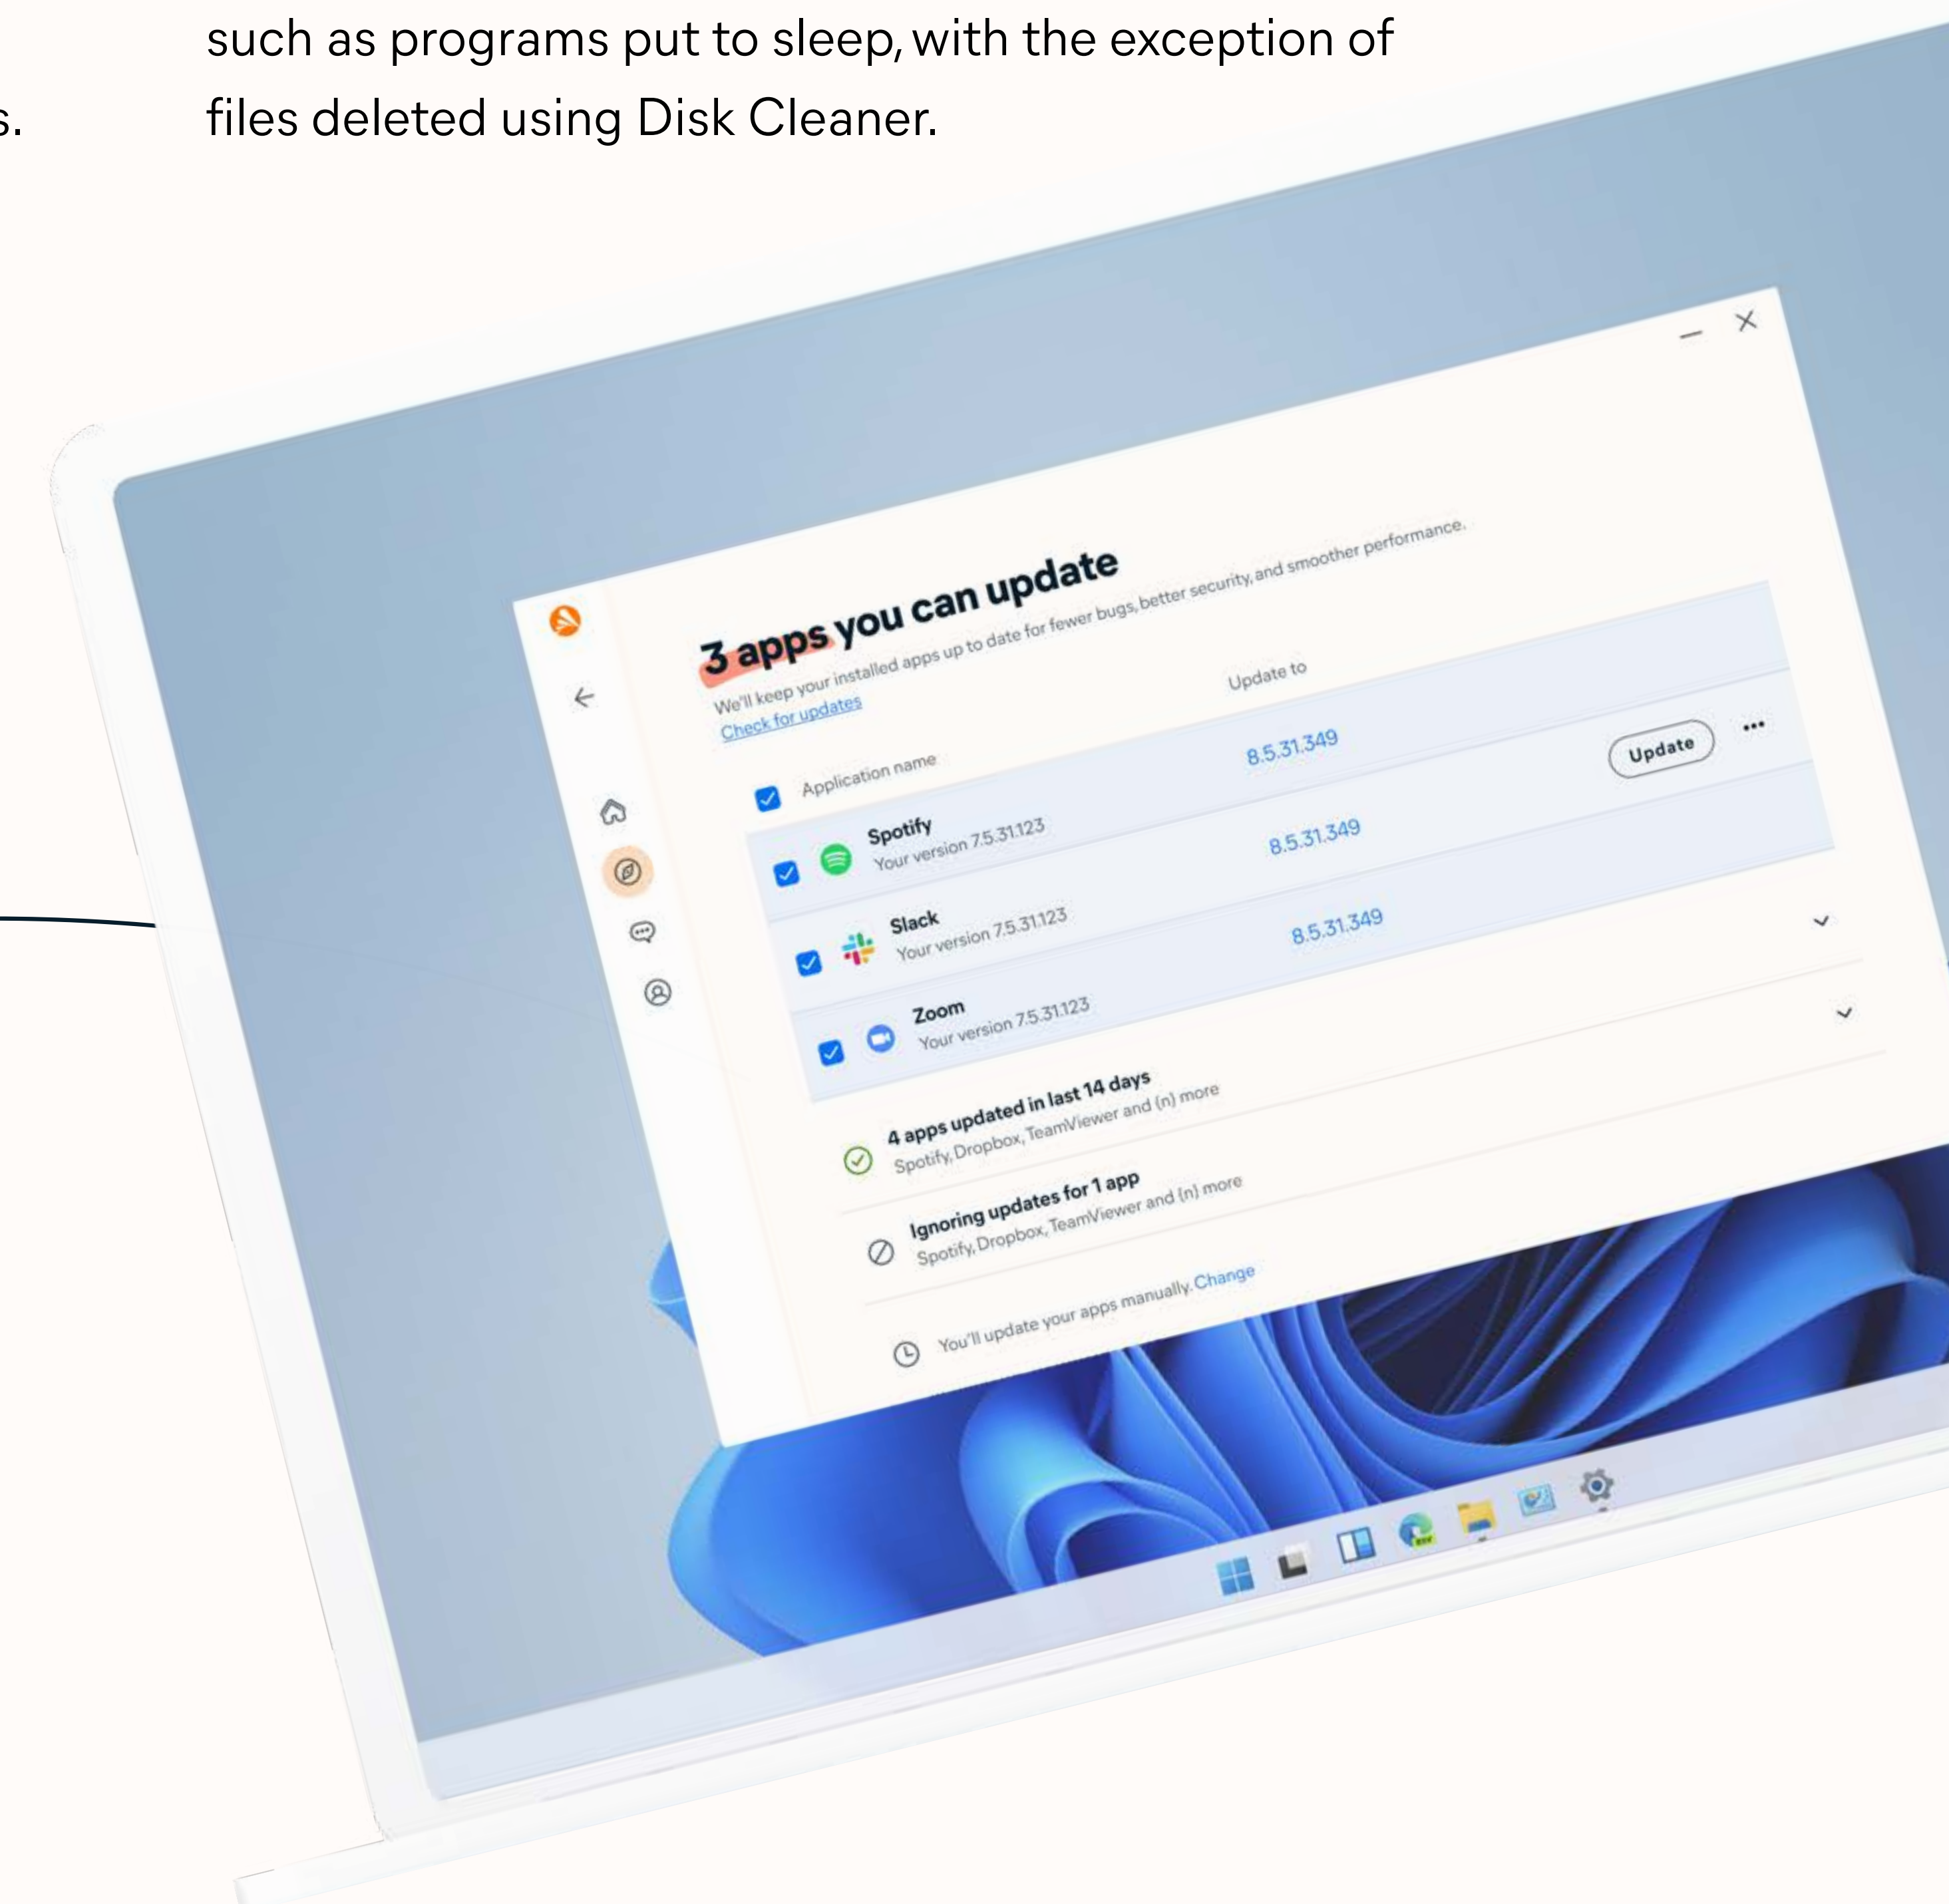 such as programs put to sleep, with the exception of
s.
files deleted using Disk Cleaner.
3 apps you can update
We'll keep your installed apps up to date for fewer bugs, better security, and smoother performance.
Check for updates
Application name
Update to
Spotify
Your version 7.5.31.123
8.5.31.349
Slack
Your version 7.5.31.123
8.5.31.349
Update
Zoom
Your version 7.5.31.123
8.5.31.349
4 apps updated in last 14 days
Spotify, Dropbox, TeamViewer and (n) more
Ignoring updates for 1 app
Spotify, Dropbox, TeamViewer and (n) more
You'll update your apps manually. Change